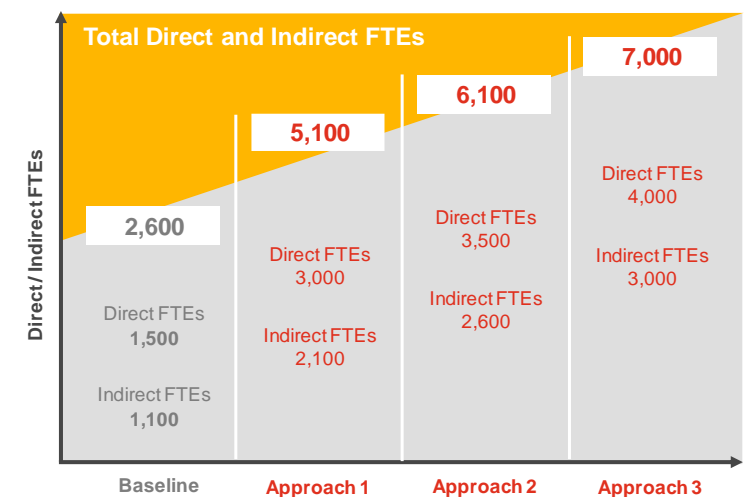 Total Direct and Indirect FTEs
Direct / Indirect FTEs
2,600
Direct FTEs
1,500
Indirect FTEs
1,100
Baseline
5,100
Direct FTEs
3,000
Indirect FTEs
2,100
Approach 1
6,100
Direct FTEs
3,500
Indirect FTEs
2,600
Approach 2
7,000
Direct FTEs
4,000
Indirect FTEs
3,000
Approach 3